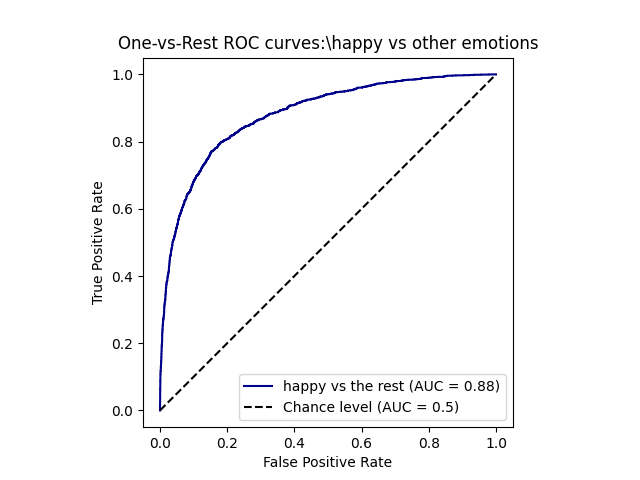 One-vs-Rest ROC curves:\happy vs other emotions
True Positive Rate
1.0
0.8
0.6
0.4
0.2
0.0
happy vs the rest (AUC = 0.88)
Chance level (AUC = 0.5)
0.0 0.2 0.4 0.6 0.8 1.0
False Positive Rate